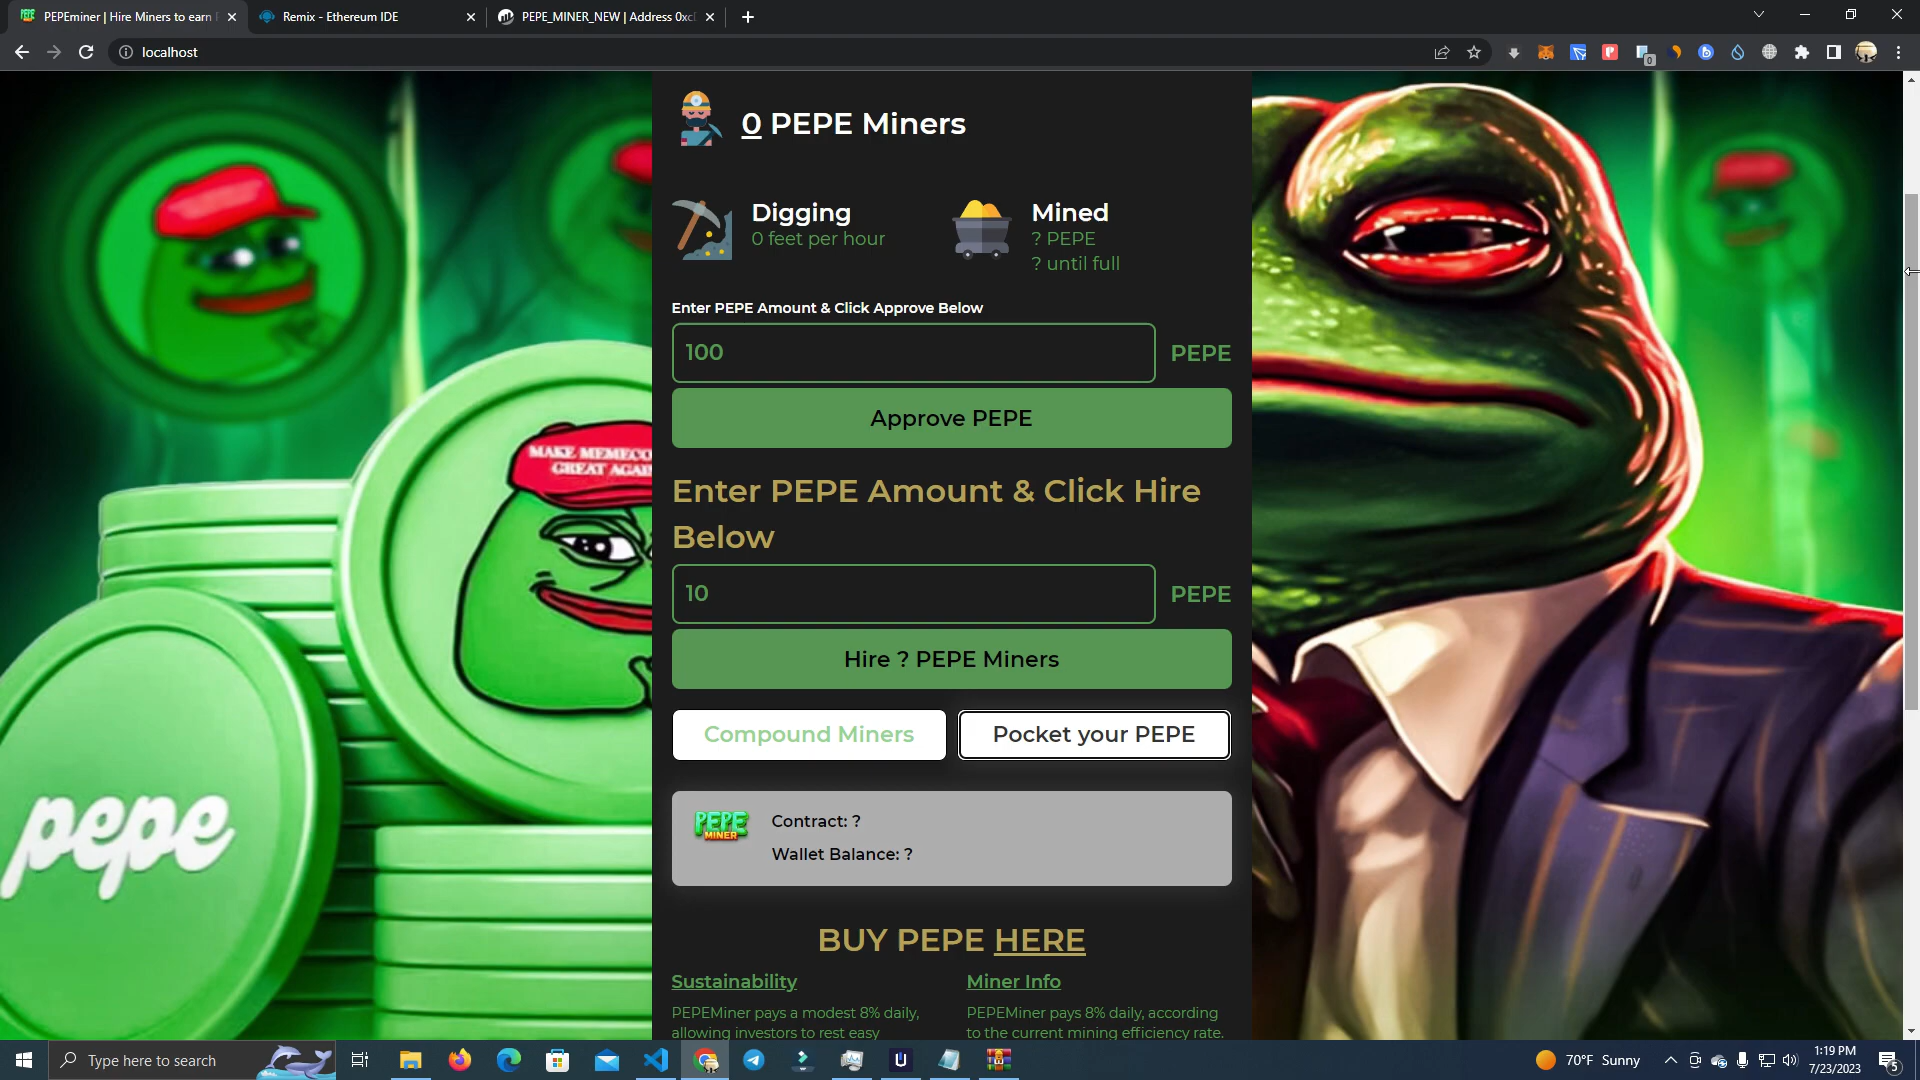 PEPEminer | Hire Miners to earn
Remix - Ethereum IDE
PEPE_MINER_NEW | Address 0xc
localhost
0
0 PEPE Miners
Digging
0 feet per hour
Mined
? PEPE
? until full
Enter PEPE Amount & Click Approve Below
100
PEPE
Approve PEPE
Enter PEPE Amount & Click Hire
Below
10
PEPE
Hire ? PEPE Miners
Compound Miners
Pocket your PEPE
PEPE
MINER
Contract: ?
Wallet Balance: ?
BUY PEPE HERE
Sustainability
PEPEMiner pays a modest 8% daily,
allowing investors to rest easy
Miner Info
PEPEMiner pays 8% daily, according
to the current mining efficiency rate.
MAKE MEMECO
GREAT AGAI
pepe
Type here to search
70°F Sunny
1:19 PM
7/23/2023
5